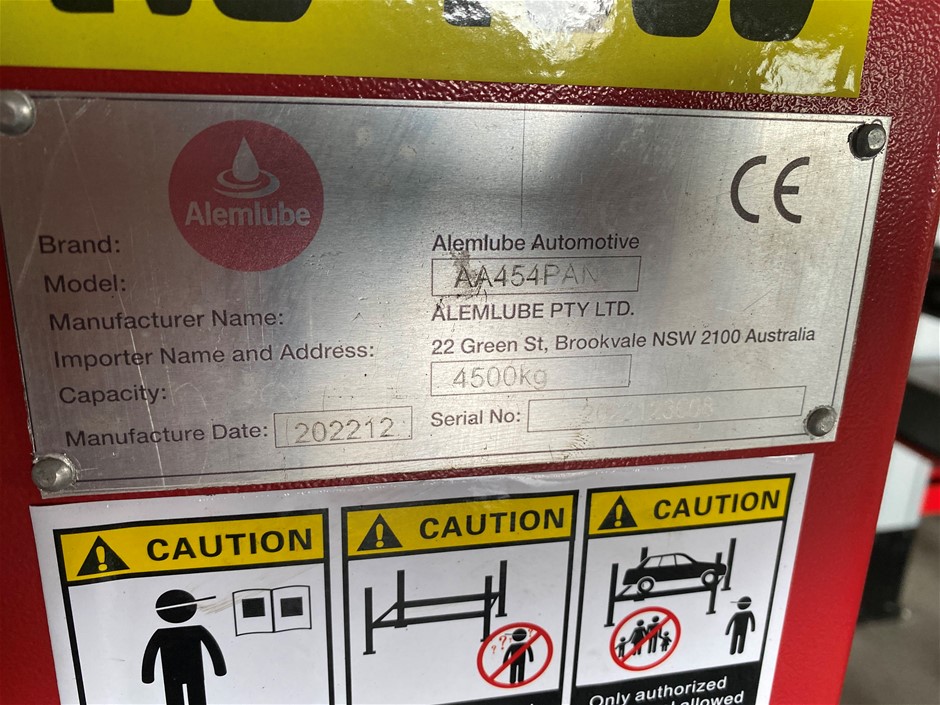 Alemlube
CE
Brand: Alemlube Automotive
Model: AA454PAN
Manufacturer Name: ALEMLUBE PTY LTD.
Importer Name and Address: 22 Green St, Brookvale NSW 2100 Australia
Capacity: 4500kg
Manufacture Date: 202212 Serial No:
CAUTION CAUTION CAUTION
? ? ?
Only authorized
allowed